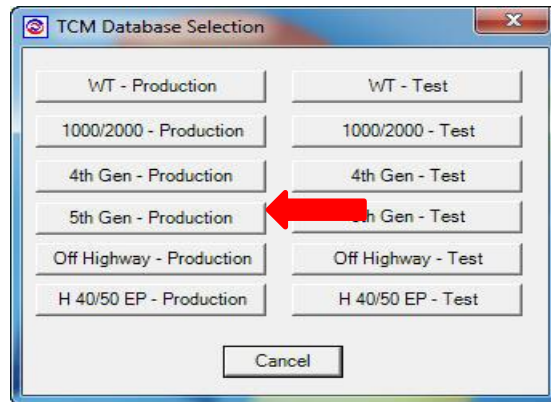 TCM Database Selection
WT - Production
WT - Test
1000/2000 - Production
1000/2000 - Test
4th Gen - Production
4th Gen - Test
5th Gen - Production
th Gen - Test
Off Highway - Production
Off Highway - Test
H 40/50 EP - Production
H 40/50 EP - Test
Cancel